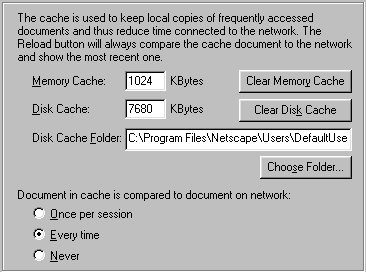 The cache is used to keep local copies of frequently accessed
documents and thus reduce time connected to the network. The
Reload button will always compare the cache document to the network
and show the most recent one.
Memory Cache: 1024 KBytes Clear Memory Cache
Disk Cache: 7680 KBytes Clear Disk Cache
Disk Cache Folder: C:\Program Files\Netscape\Users\DefaultUse
Choose Folder...
Document in cache is compared to document on network:
Once per session
Every time
Never